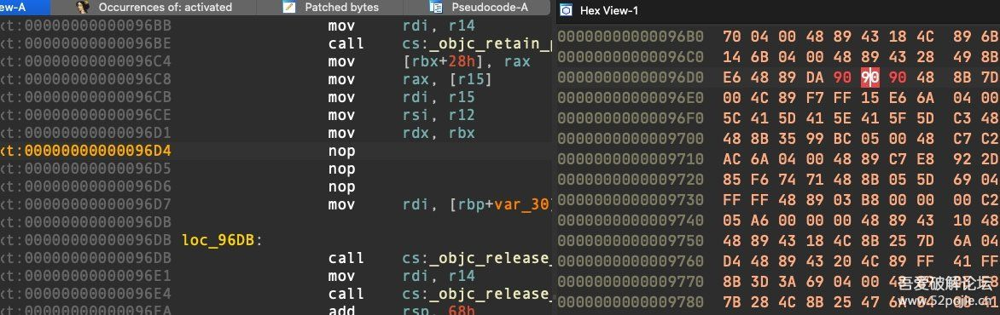 ew-A Occurrences of: activated Patched bytes Pseudocode-A Hex View-1
xt:00000000000096BB mov rdi, r14
xt:00000000000096BE call cs:_objc_retain_p
xt:00000000000096C4 mov [rbx+28h], rax
xt:00000000000096C8 mov rax, [r15]
xt:00000000000096CB mov rdi, r15
xt:00000000000096CE mov rsi, r12
xt:00000000000096D1 mov rdx, rbx
xt:00000000000096D4 nop
xt:00000000000096D5 nop
xt:00000000000096D6 nop
xt:00000000000096D7 mov rdi, [rbp+var_30]
xt:00000000000096DB
xt:00000000000096DB loc_96DB:
xt:00000000000096DB call cs:_objc_release_
xt:00000000000096E1 mov rdi, r14
xt:00000000000096E4 call cs:_objc_release_
xt:00000000000096EA add rsp, 68h
00000000000096B0 70 04 00 48 89 43 18 4C 89 6B
00000000000096C0 14 6B 04 00 48 89 43 28 49 8B
00000000000096D0 E6 48 89 DA 90 90 90 48 8B 7D
00000000000096E0 00 4C 89 F7 FF 15 E6 6A 04 00
00000000000096F0 5C 41 5D 41 5E 41 5F 5D C3 48
0000000000009700 48 8B 35 99 BC 05 00 48 C7 C2
0000000000009710 AC 6A 04 00 48 89 C7 E8 92 2D
0000000000009720 85 F6 74 71 48 8B 05 5D 69 04
0000000000009730 FF FF 48 89 03 B8 00 00 00 C2
0000000000009740 05 A6 00 00 00 48 89 43 10 48
0000000000009750 48 89 43 18 4C 8B 25 7D 6A 04
0000000000009760 D4 48 89 43 20 4C 89 FF 41 FF
0000000000009770 8B 3D 3A 69 04 00
0000000000009780 7B 28 4C 8B 25 47 6A 41
吾爱破解论坛
www.52pojie.cn